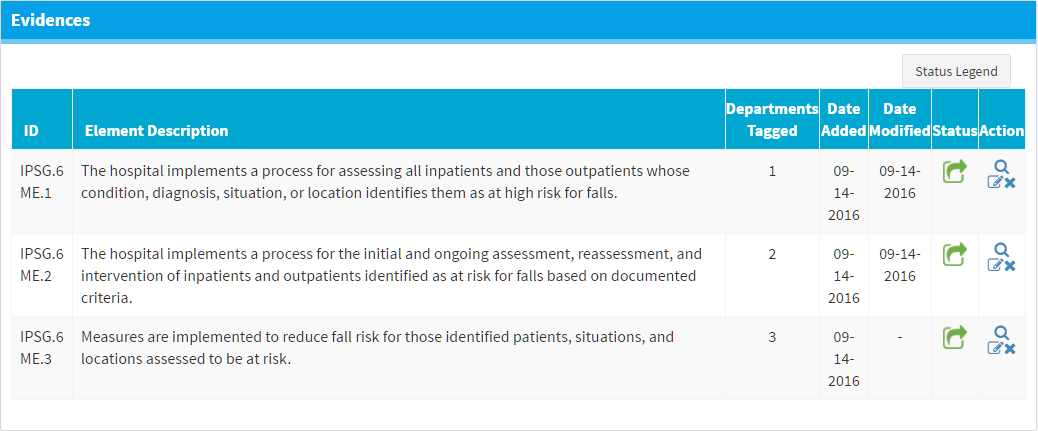 Evidences
Status Legend
ID Element Description Departments Tagged Date Added Date Modified Status Action
IPSG.6 The hospital implements a process for assessing all inpatients and those outpatients whose 1 09- 09-14-
ME.1 condition, diagnosis, situation, or location identifies them as at high risk for falls. 14- 2016
2016
IPSG.6 The hospital implements a process for the initial and ongoing assessment, reassessment, and 2 09- 09-14-
ME.2 intervention of inpatients and outpatients identified as at risk for falls based on documented 14- 2016
criteria. 2016
IPSG.6 Measures are implemented to reduce fall risk for those identified patients, situations, and 3 09- -
ME.3 locations assessed to be at risk. 14-
2016